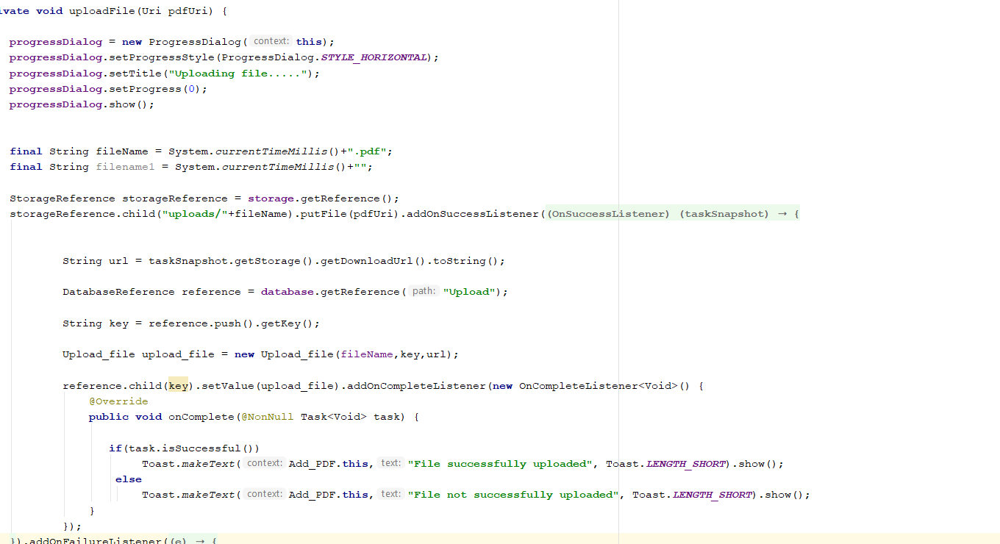 ivate void uploadFile(Uri pdfUri) {
progressDialog = new ProgressDialog( context: this);
progressDialog.setProgressStyle(ProgressDialog.STYLE_HORIZONTAL);
progressDialog.setTitle("Uploading file.....");
progressDialog.setProgress(0);
progressDialog.show();
final String fileName = System.currentTimeMillis()+".pdf";
final String filename1 = System.currentTimeMillis()+"";
StorageReference storageReference = storage.getReference();
storageReference.child("uploads/"+fileName).putFile(pdfUri).addOnSuccessListener((OnSuccessListener) (taskSnapshot) → {
String url = taskSnapshot.getStorage().getDownloadUrl().toString();
DatabaseReference reference = database.getReference( path: "Upload");
String key = reference.push().getKey();
Upload_file upload_file = new Upload_file(fileName,key,url);
reference.child(key).setValue(upload_file).addOnCompleteListener(new OnCompleteListener<Void>() {
@Override
public void onComplete(@NonNull Task<Void> task) {
if(task.isSuccessful())
Toast.makeText( context: Add_PDF.this, text: "File successfully uploaded", Toast.LENGTH_SHORT).show();
else
Toast.makeText( context: Add_PDF.this, text: "File not successfully uploaded", Toast.LENGTH_SHORT).show();
}
});
}).addOnFailureListener((e) → {